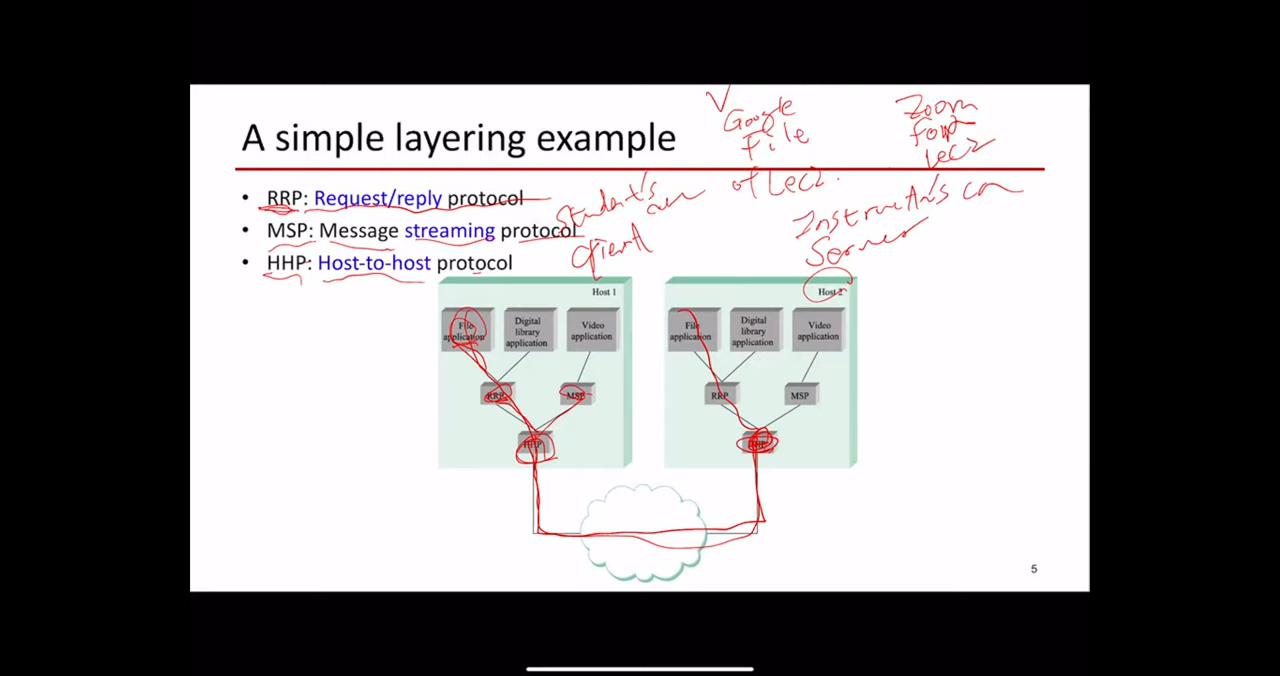 Google
File
of Lec2.
Zoom
for
Lec2
A simple layering example
• RRP: Request/reply protocol
• MSP: Message streaming protocol
• HHP: Host-to-host protocol
Student's
Client
Server
Host 1
File
application
Digital
library
application
Video
application
RRP
MSP
HHP
Host 2
File
application
Digital
library
application
Video
application
RRP
MSP
5